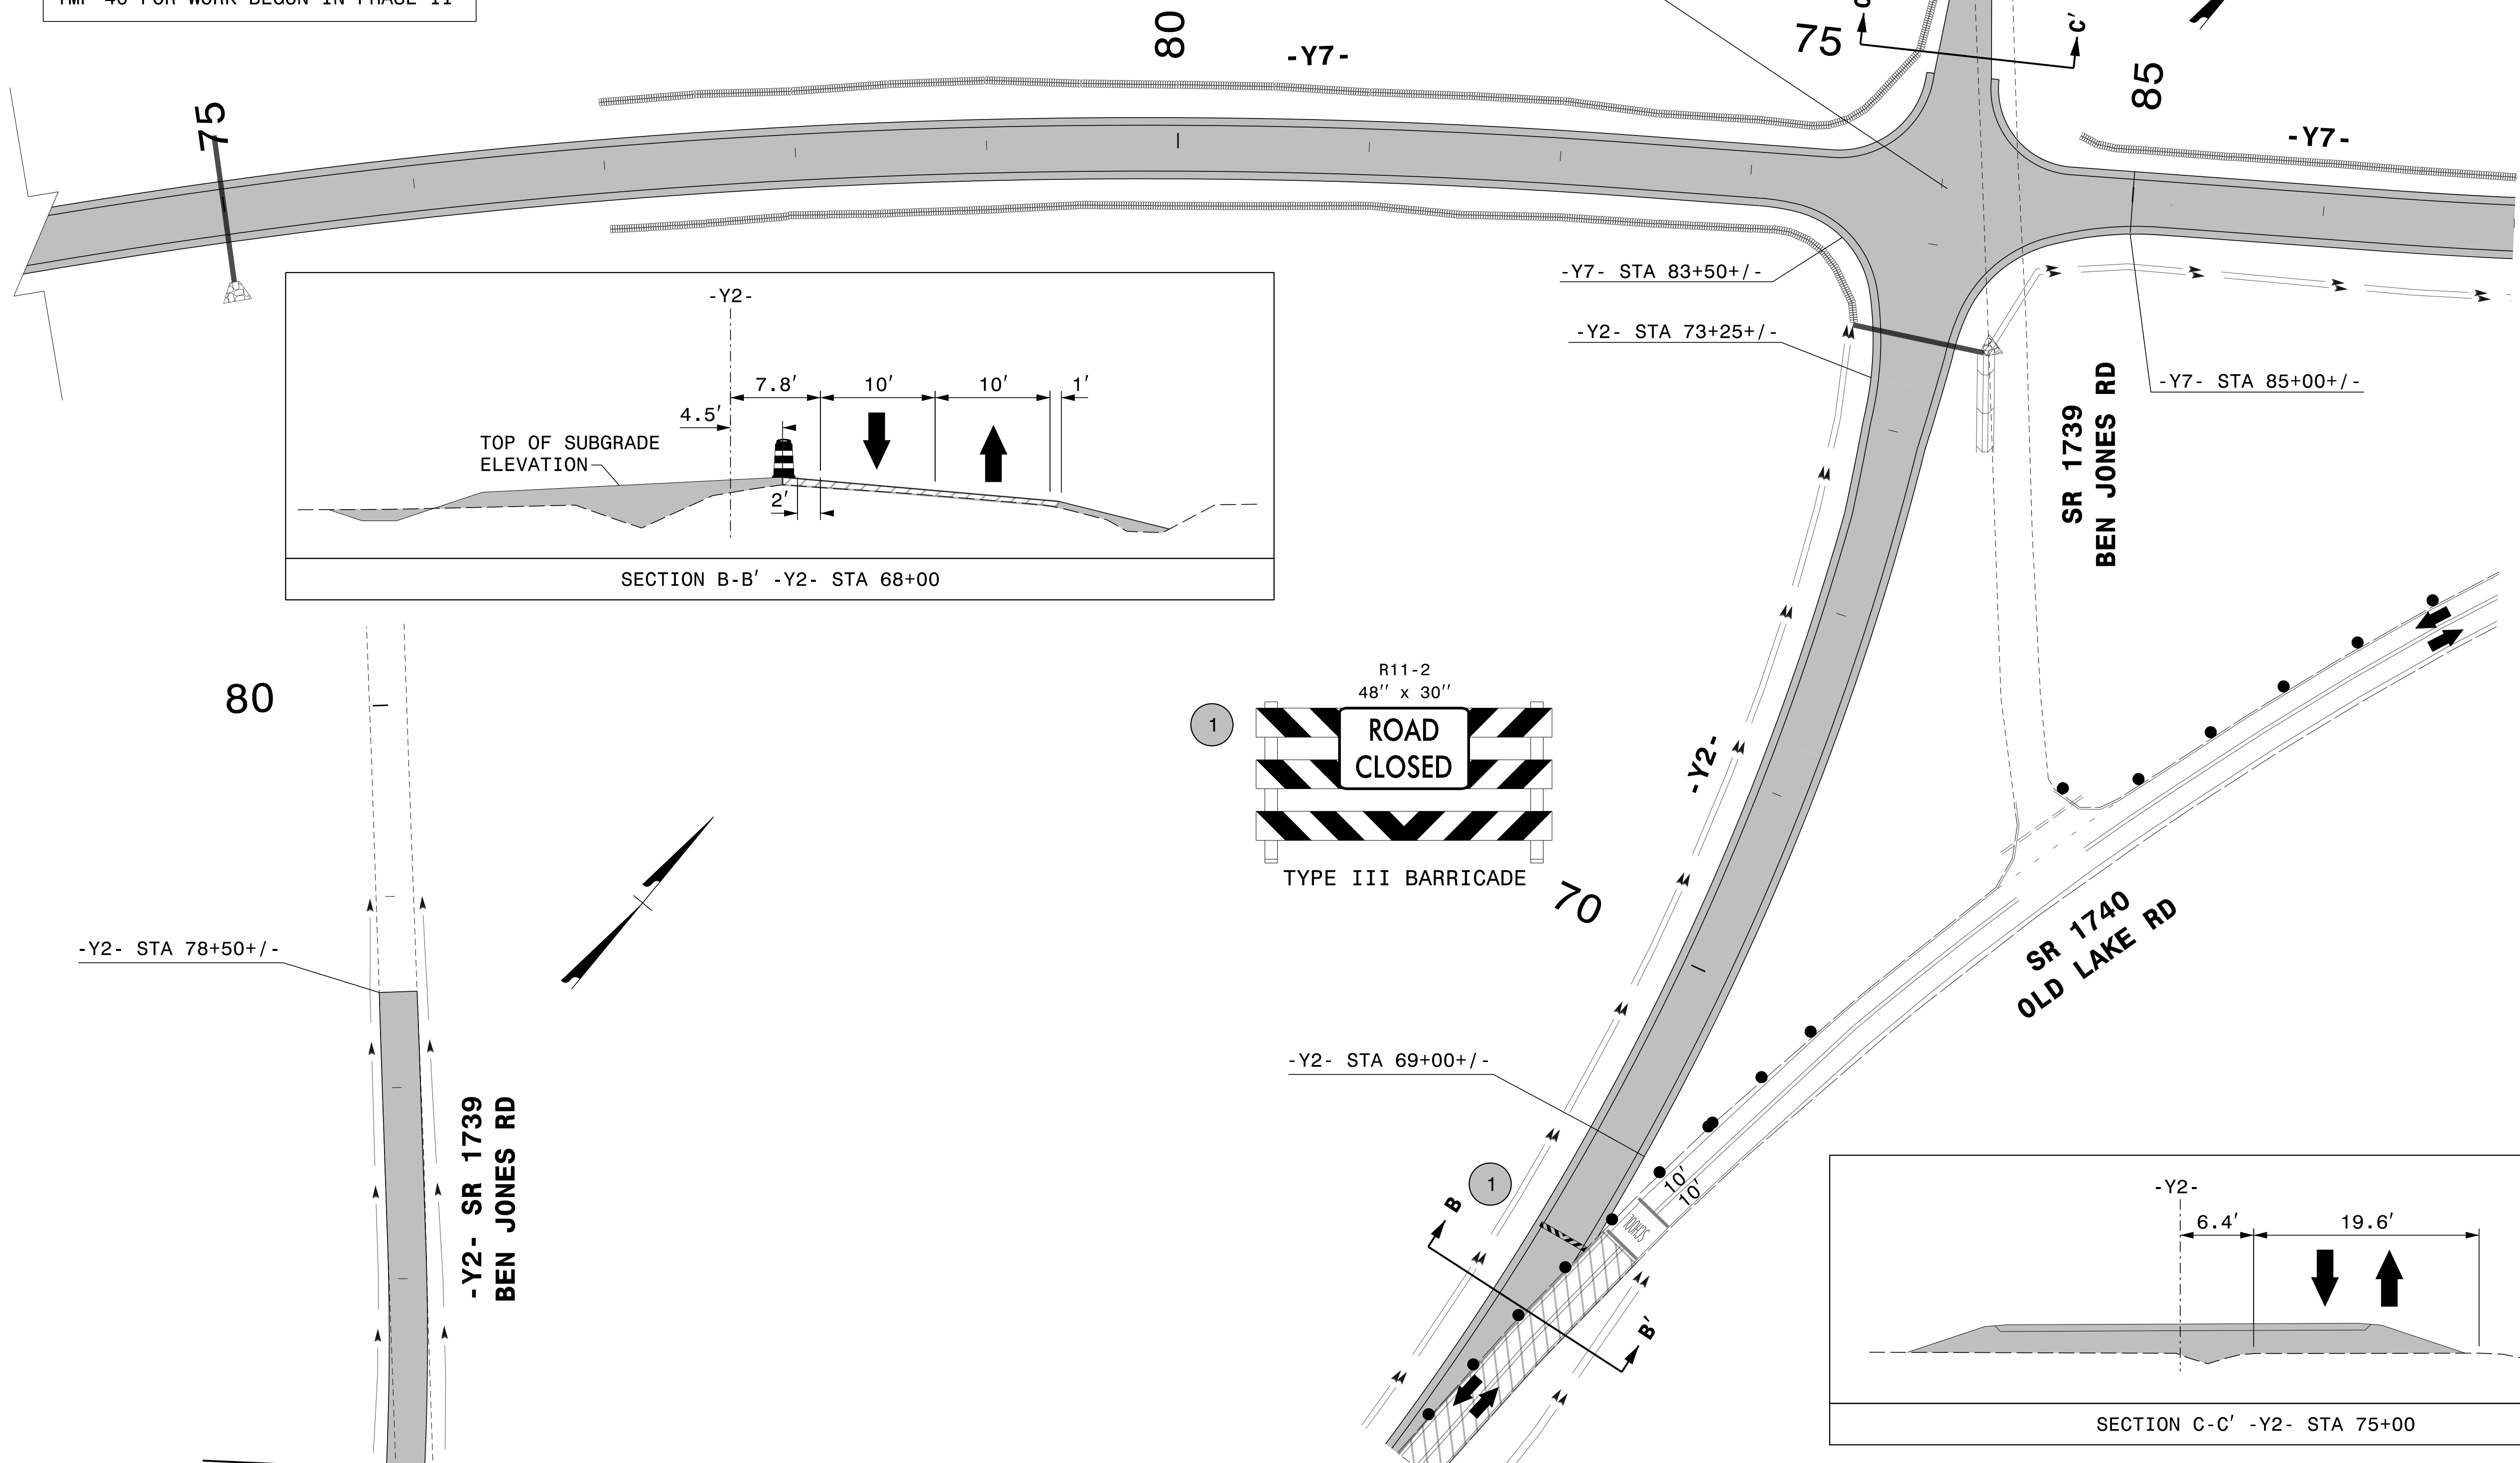 TMP-40 FOR WORK BEGUN IN PHASE II
80
-Y7-
75
C'
85
75
-Y7-
-Y7- STA 83+50+/-
-Y2- STA 73+25+/-
-Y7- STA 85+00+/-
SR 1739
BEN JONES RD
-Y2-
7.8'
10'
10'
1'
4.5'
TOP OF SUBGRADE
ELEVATION
2'
SECTION B-B' -Y2- STA 68+00
80
R11-2
48'' x 30''
1
ROAD
CLOSED
TYPE III BARRICADE
-Y2-
70
SR 1740
OLD LAKE RD
-Y2- STA 78+50+/-
-Y2- STA 69+00+/-
-Y2- SR 1739
BEN JONES RD
1
B
B'
10'
10'
SCHOOL
-Y2-
6.4'
19.6'
SECTION C-C' -Y2- STA 75+00